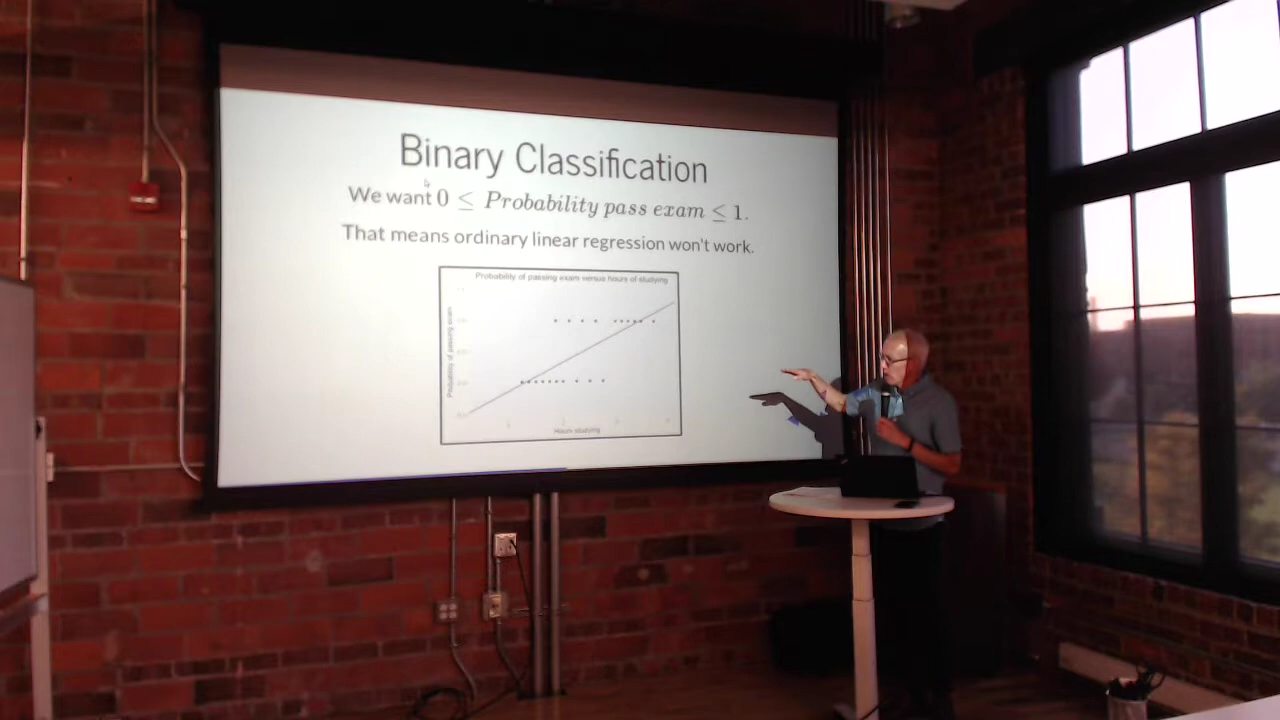 Binary Classification
We want 0 ≤ Probability pass exam ≤ 1.
That means ordinary linear regression won't work.
Probability of passing exam versus hours of studying
Probability of passing exam
Hours studying